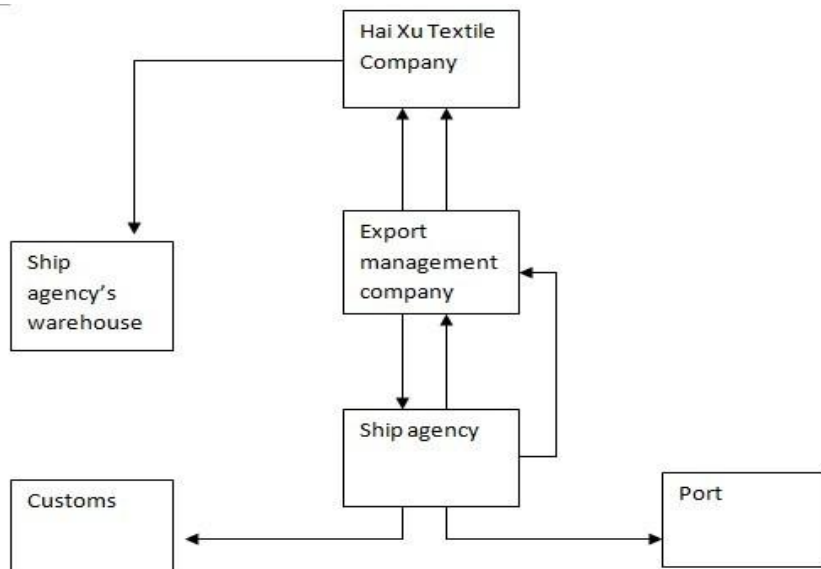 Hai Xu Textile
Company
Export
management
company
Ship
agency’s
warehouse
Ship agency
Customs
Port